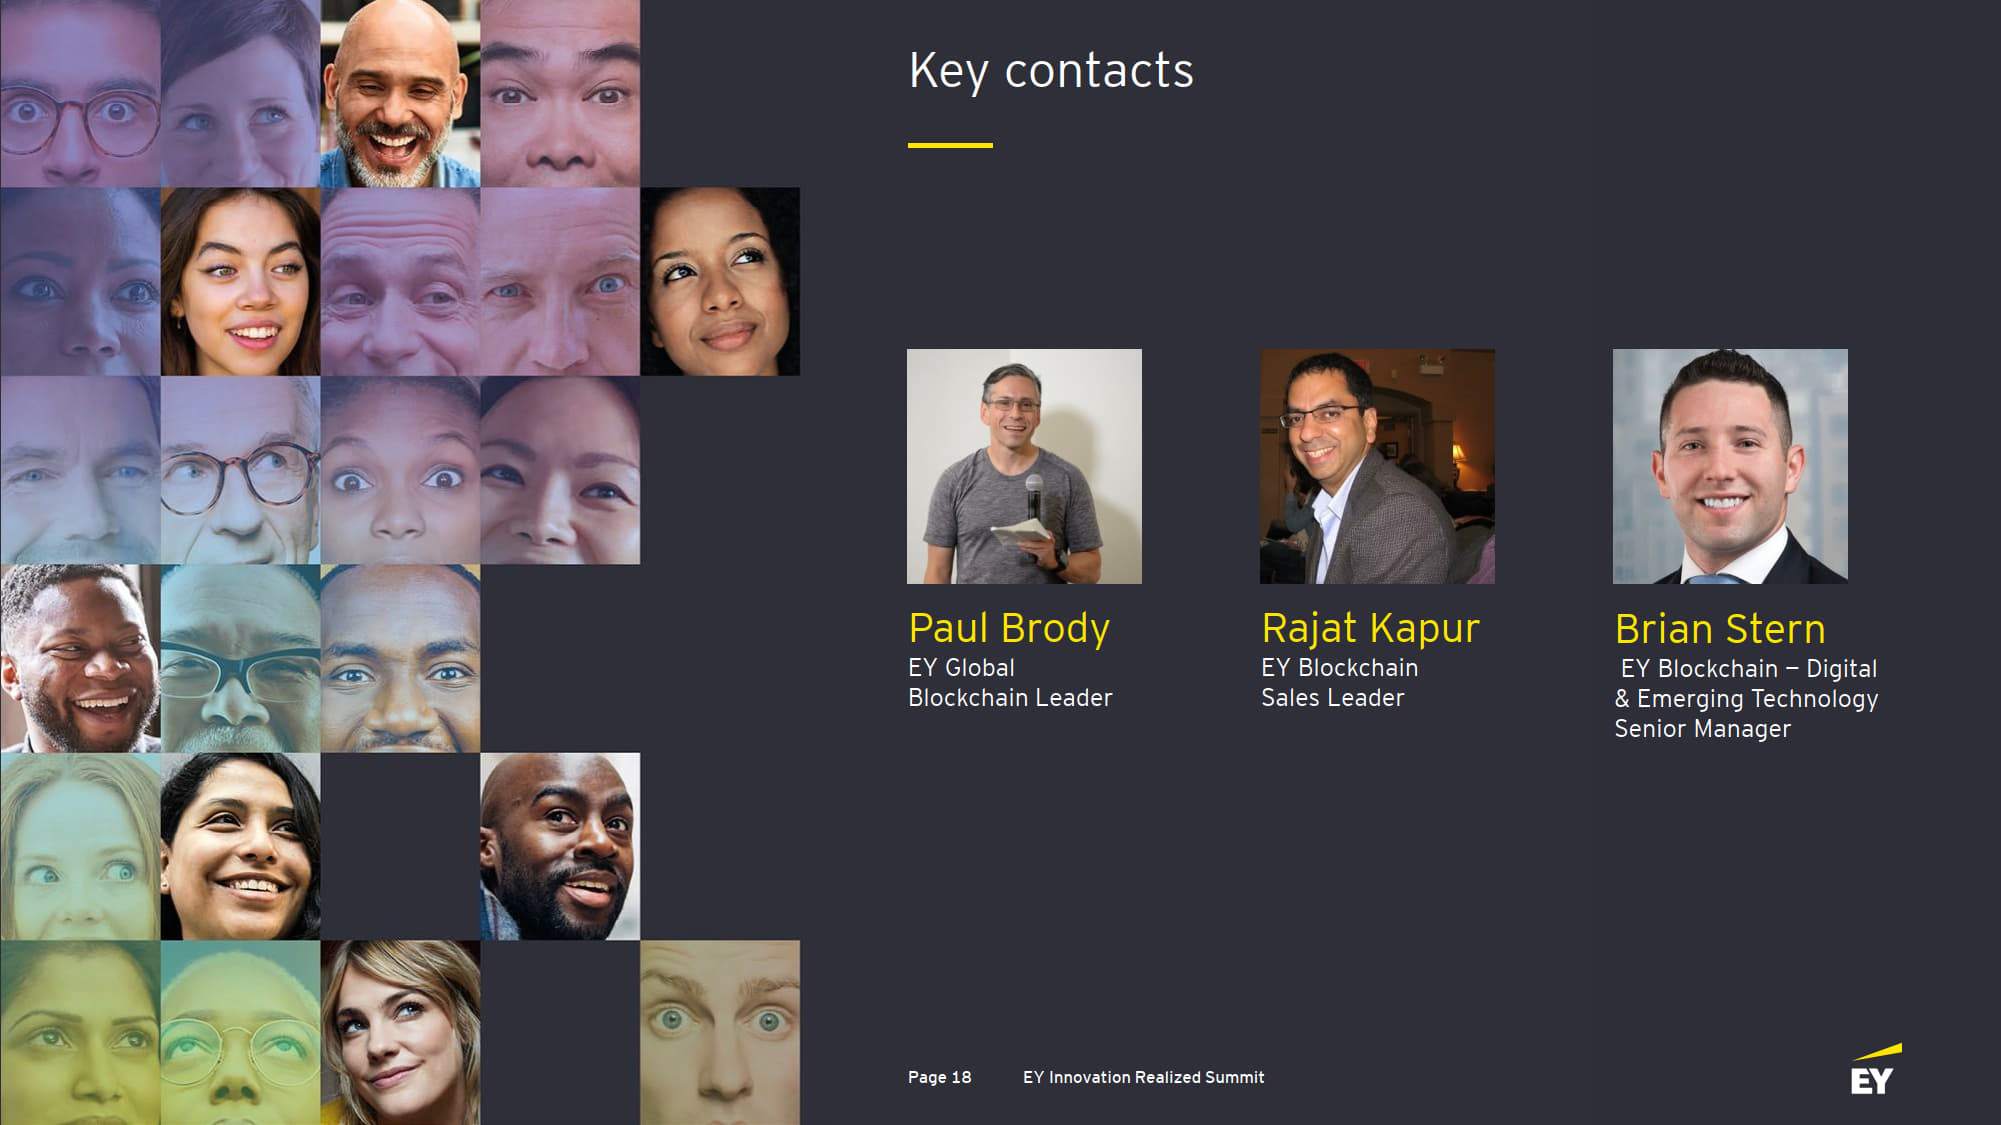 Key contacts
Paul Brody
EY Global
Blockchain Leader
Rajat Kapur
EY Blockchain
Sales Leader
Brian Stern
EY Blockchain – Digital
& Emerging Technology
Senior Manager
Page 18
EY Innovation Realized Summit
EY